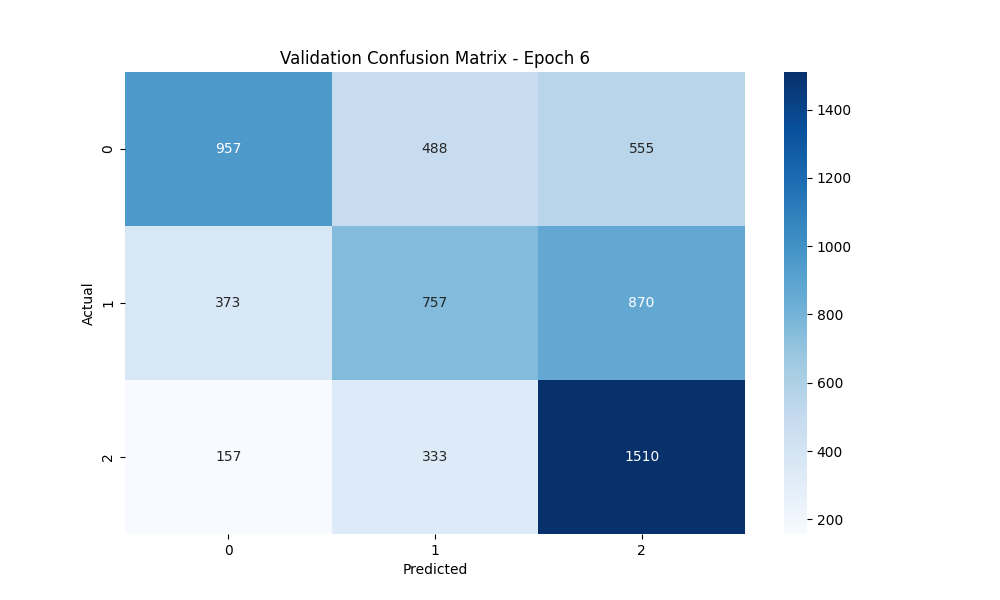 Validation Confusion Matrix - Epoch 6
957 488 555
373 757 870
157 333 1510
0
1
2
Actual
0 1 2
Predicted
1400
1200
1000
800
600
400
200